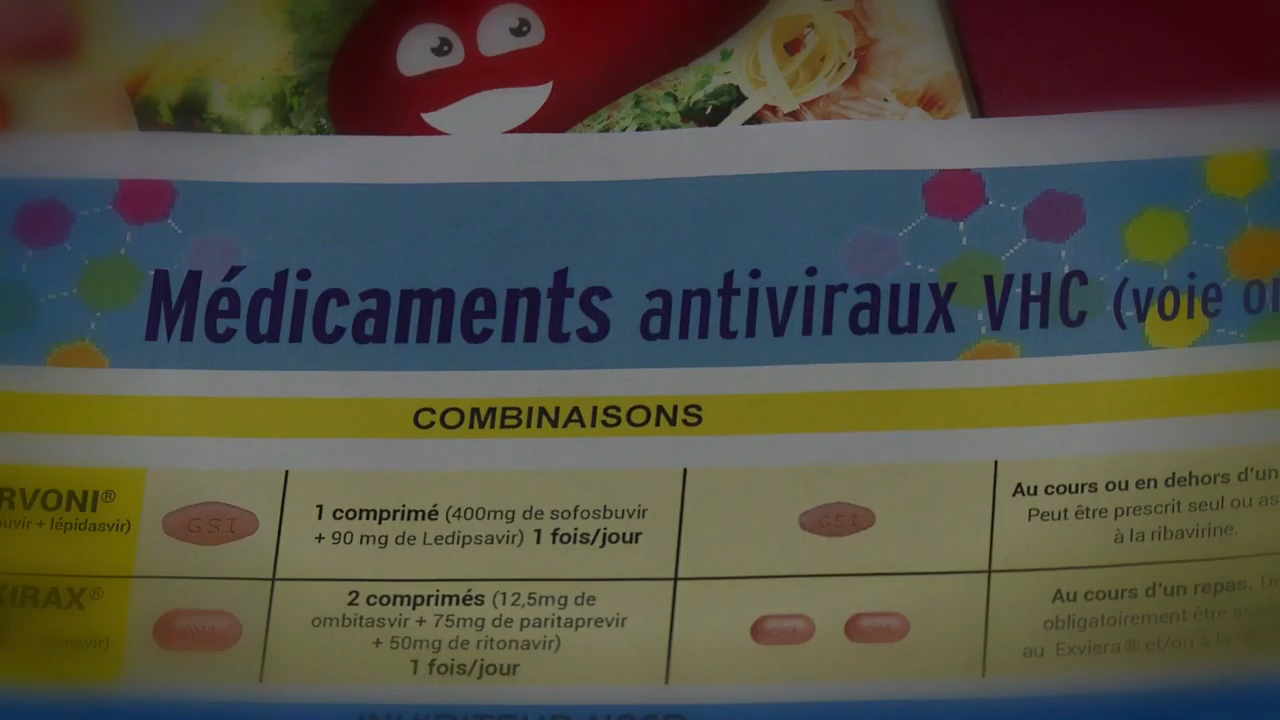 Médicaments antiviraux VHC (voie
COMBINAISONS
RVONI®
uvir + lépidasvir)
GSI
1 comprimé (400mg de sofosbuvir
+ 90 mg de Ledipsavir) 1 fois/jour
GSI
Au cours ou en dehors d'un
Peut être prescrit seul ou as
à la ribavirine.
IRAX®
2 comprimés (12,5mg de
ombitasvir + 75mg de paritaprevir
+ 50mg de ritonavir)
1 fois/jour
Au cours d'un repas.
obligatoirement être
au Exviera® et/ou à la